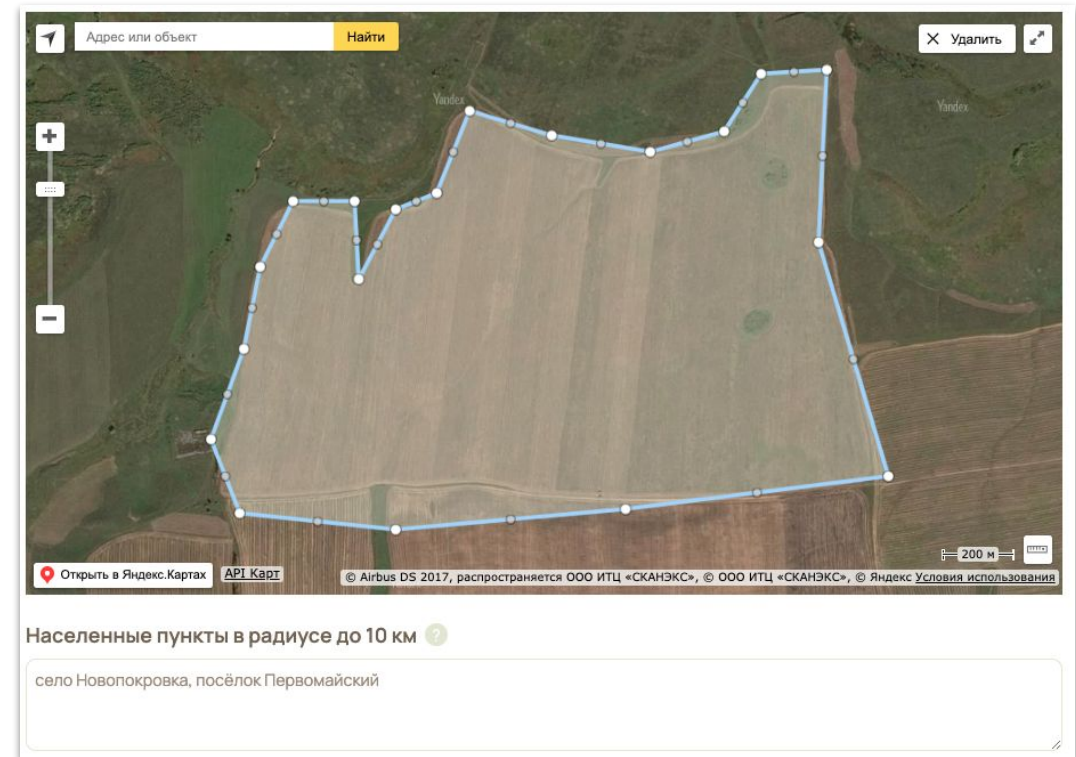 Адрес или объект
Найти
Удалить
Yandex
Yandex
200 м
Открыть в Яндекс.Картах
API Карт
© Airbus DS 2017, распространяется ООО ИТЦ «СКАНЭКС», © ООО ИТЦ «СКАНЭКС», © Яндекс Условия использования
Населенные пункты в радиусе до 10 км ?
село Новопокровка, посёлок Первомайский